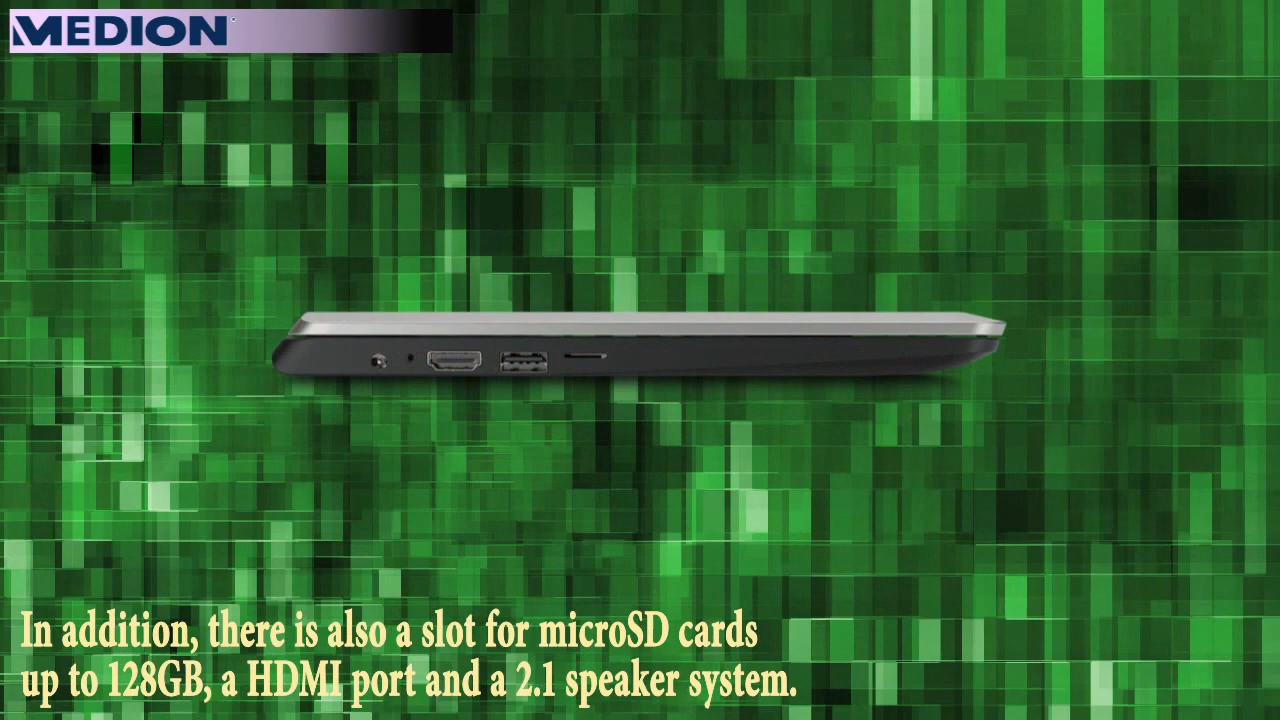 MEDION
In addition, there is also a slot for microSD cards
up to 128GB, a HDMI port and a 2.1 speaker system.